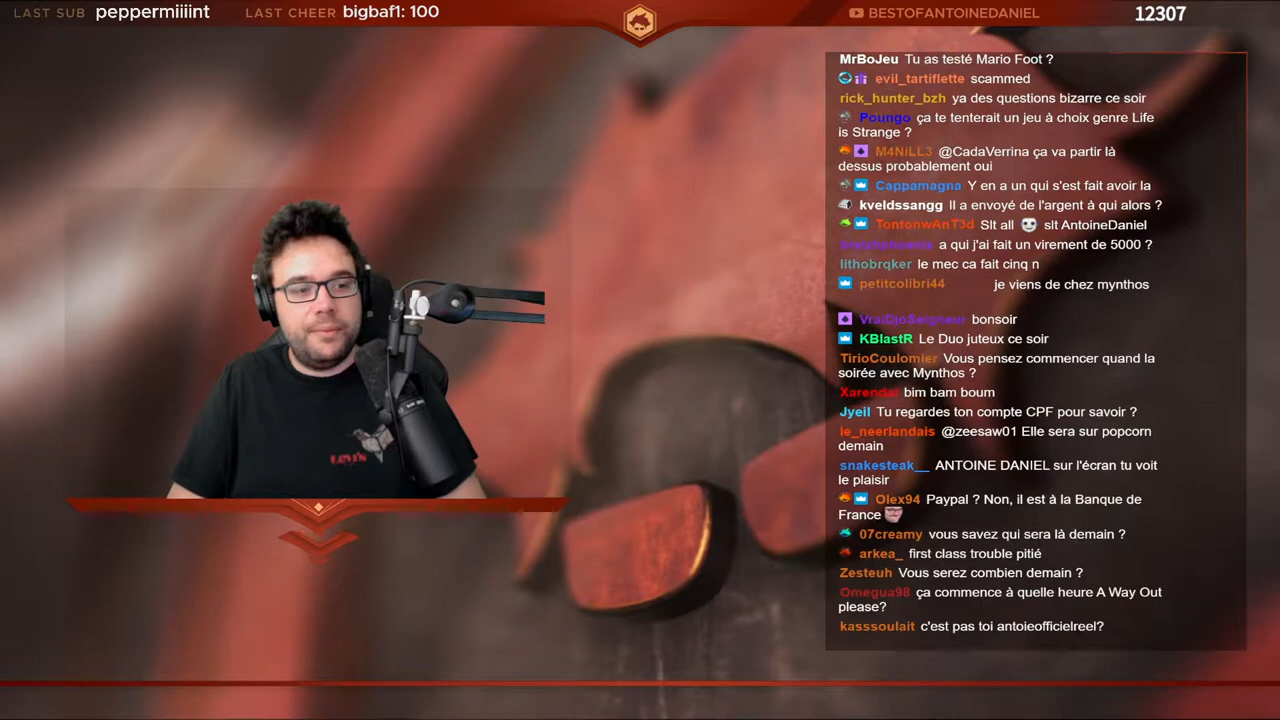 LAST SUB peppermiiiint LAST CHEER bigbaf1: 100 BESTOFANTOINEDANIEL 12307
MrBoJeu Tu as testé Mario Foot ?
evil_tartiflette scammed
rick_hunter_bzh ya des questions bizarre ce soir
Poungo ça te tenterait un jeu à choix genre Life
is Strange ?
M4NiLL3 @CadaVerrina ça va partir là
dessus probablement oui
Cappamagna Y en a un qui s'est fait avoir la
kveldssangg Il a envoyé de l'argent à qui alors ?
TontonwAnT3d Slt all slt AntoineDaniel
a qui j'ai fait un virement de 5000 ?
lithobrqker le mec ca fait cinq n
petitcolibri44 je viens de chez mynthos
VraiDjoSeigneur bonsoir
KBlastR Le Duo juteux ce soir
TirioCoulomier Vous pensez commencer quand la
soirée avec Mynthos ?
Xarendal bim bam boum
Jyeil Tu regardes ton compte CPF pour savoir ?
le_neerlandais @zeesaw01 Elle sera sur popcorn
demain
snakesteak__ ANTOINE DANIEL sur l'écran tu voit
le plaisir
Olex94 Paypal ? Non, il est à la Banque de
France
07creamy vous savez qui sera là demain ?
arkea_ first class trouble pitié
Zesteuh Vous serez combien demain ?
Omegua98 ça commence à quelle heure A Way Out
please?
kasssoulait c'est pas toi antoieofficielreel?
LEVI'S